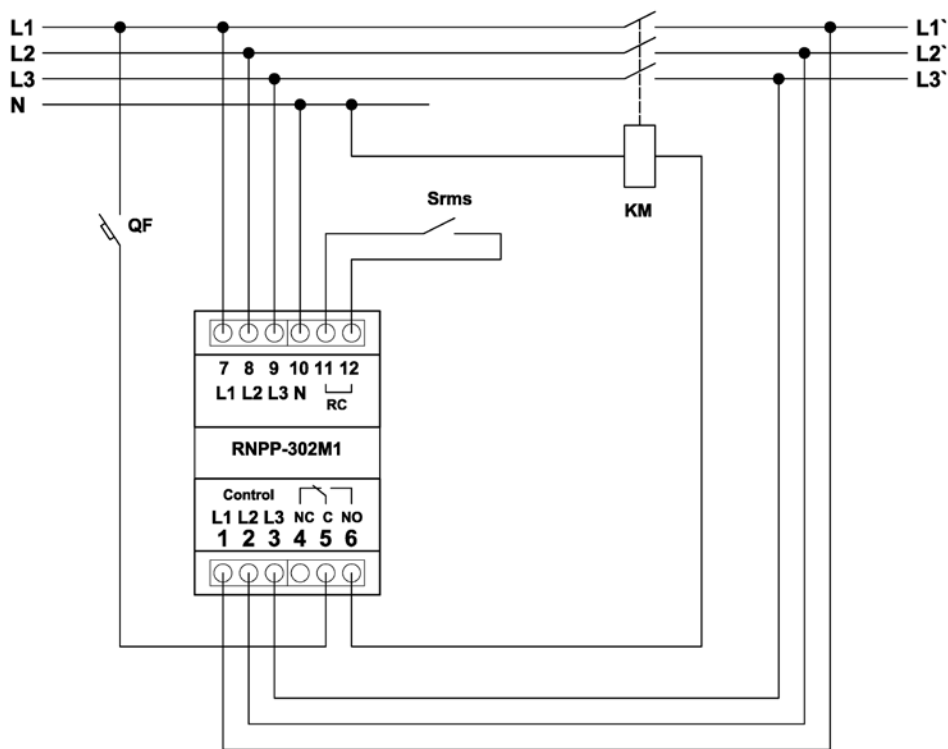 L1 L1`
L2 L2`
L3 L3`
N
QF
Srms
KM
7 8 9 10 11 12
L1 L2 L3 N
RC
RNPP-302M1
Control
L1 L2 L3 NC C NO
1 2 3 4 5 6